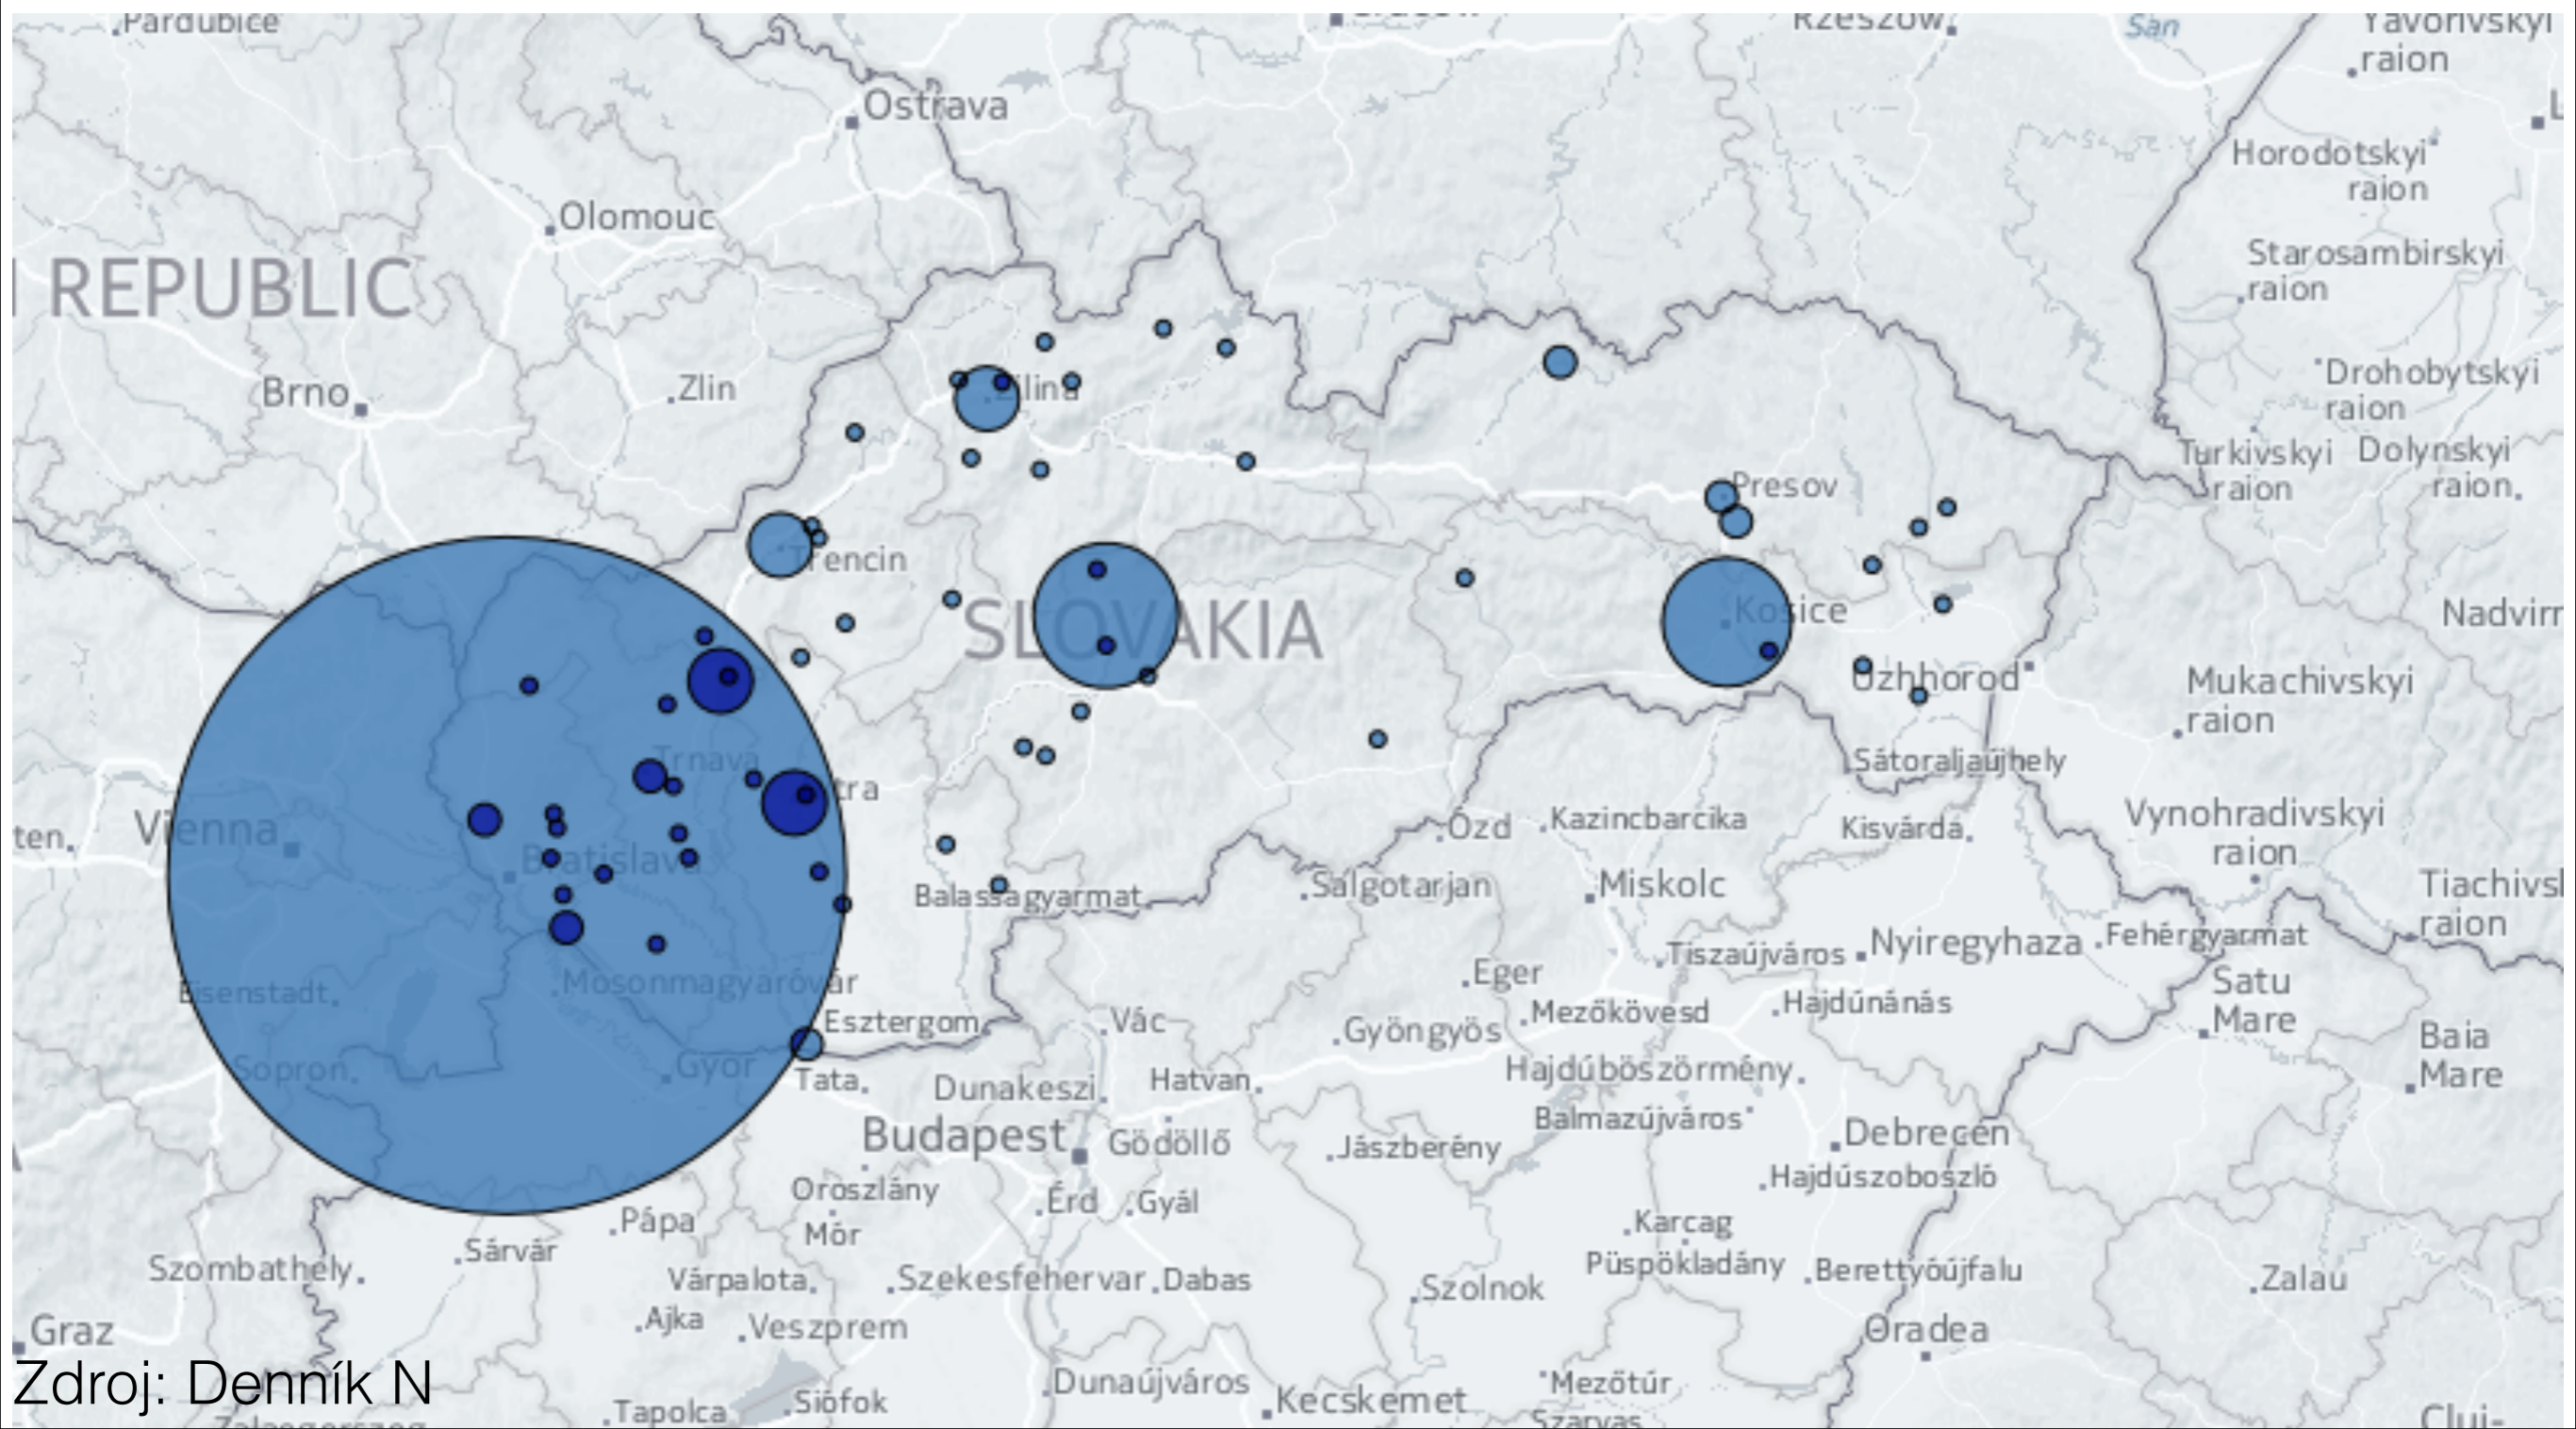 Pardubice
Rzeszow
San
Yavorivskyi
raion
Ostrava
Horodotskyi
raion
Olomouc
Starosambirskyi
raion
REPUBLIC
Drohobytskyi
raion
Brno
Zlin
Turkivskyi
raion
Dolynskyi
raion
Presov
Trencin
SLOVAKIA
Kosice
Nadvirn
Uzhhorod
Mukachivskyi
raion
Trnava
tra
Sátoraljaújhely
Vienna
ten
Bratislava
Ózd
Kazincbarcika
Kisvárda
Vynohradivskyi
raion
Balassagyarmat
Salgotarjan
Miskolc
Tiachivsl
raion
Tiszaújváros
Nyiregyhaza
Fehérgyarmat
Eisenstadt
Mosonmagyaróvár
Eger
Satu
Mare
Esztergom
Vác
Gyöngyös
Mezőkövesd
Hajdúnánás
Baia
Mare
Sopron
Gyor
Tata
Dunakeszi
Hatvan
Hajdúböszörmény
Budapest
Gödöllő
Jászberény
Balmazújváros
Debrecen
Hajdúszoboszló
Oroszlány
Érd
Gyál
Pápa
Mór
Karcag
Püspökladány
Berettyóújfalu
Szombathely
Sárvár
Várpalota
Szekesfehervar
Dabas
Szolnok
Zalau
Graz
Ajka
Veszprem
Oradea
Zdroj: Denník N
Dunaújváros
Kecskemet
Mezőtúr
Tapolca
Siófok
Szarvas
Cluj-